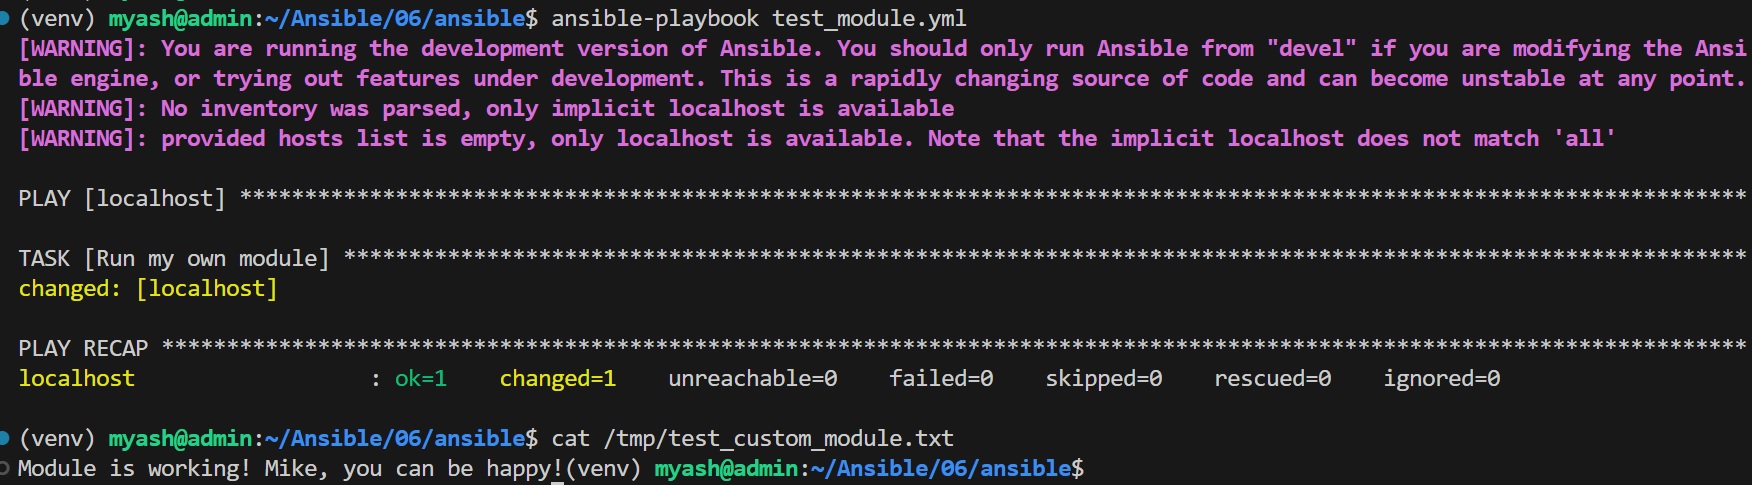 (venv) myash@admin:~/Ansible/06/ansible$ ansible-playbook test_module.yml
[WARNING]: You are running the development version of Ansible. You should only run Ansible from "devel" if you are modifying the Ansi
ble engine, or trying out features under development. This is a rapidly changing source of code and can become unstable at any point.
[WARNING]: No inventory was parsed, only implicit localhost is available
[WARNING]: provided hosts list is empty, only localhost is available. Note that the implicit localhost does not match 'all'
PLAY [localhost] ********************************************************************************************************************
TASK [Run my own module] ************************************************************************************************************
changed: [localhost]
PLAY RECAP **************************************************************************************************************************
localhost                  : ok=1    changed=1    unreachable=0    failed=0    skipped=0    rescued=0    ignored=0
(venv) myash@admin:~/Ansible/06/ansible$ cat /tmp/test_custom_module.txt
Module is working! Mike, you can be happy!(venv) myash@admin:~/Ansible/06/ansible$